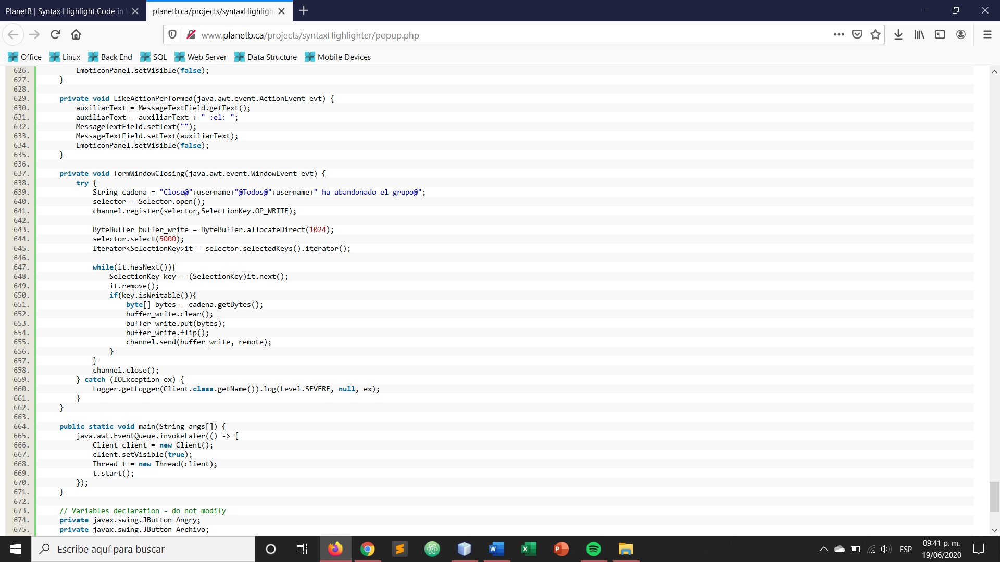 PlanetB | Syntax Highlight Code in
planetb.ca/projects/syntaxHighligh
www.planetb.ca/projects/syntaxHighlighter/popup.php
Office Linux Back End SQL Web Server Data Structure Mobile Devices
626. EmoticonPanel.setVisible(false);
627. }
628.
629. private void LikeActionPerformed(java.awt.event.ActionEvent evt) {
630. auxiliarText = MessageTextField.getText();
631. auxiliarText = auxiliarText + " :e1: ";
632. MessageTextField.setText("");
633. MessageTextField.setText(auxiliarText);
634. EmoticonPanel.setVisible(false);
635. }
636.
637. private void formWindowClosing(java.awt.event.WindowEvent evt) {
638. try {
639. String cadena = "Close@"+username+"@Todos@"+username+" ha abandonado el grupo@";
640. selector = Selector.open();
641. channel.register(selector,SelectionKey.OP_WRITE);
642.
643. ByteBuffer buffer_write = ByteBuffer.allocateDirect(1024);
644. selector.select(5000);
645. Iterator<SelectionKey>it = selector.selectedKeys().iterator();
646.
647. while(it.hasNext()){
648. SelectionKey key = (SelectionKey)it.next();
649. it.remove();
650. if(key.isWritable()){
651. byte[] bytes = cadena.getBytes();
652. buffer_write.clear();
653. buffer_write.put(bytes);
654. buffer_write.flip();
655. channel.send(buffer_write, remote);
656. }
657. }
658. channel.close();
659. } catch (IOException ex) {
660. Logger.getLogger(Client.class.getName()).log(Level.SEVERE, null, ex);
661. }
662. }
663.
664. public static void main(String args[]) {
665. java.awt.EventQueue.invokeLater(() -> {
666. Client client = new Client();
667. client.setVisible(true);
668. Thread t = new Thread(client);
669. t.start();
670. });
671. }
672.
673. // Variables declaration - do not modify
674. private javax.swing.JButton Angry;
675. private javax.swing.JButton Archivo;
Escribe aquí para buscar
ESP
09:41 p. m.
19/06/2020